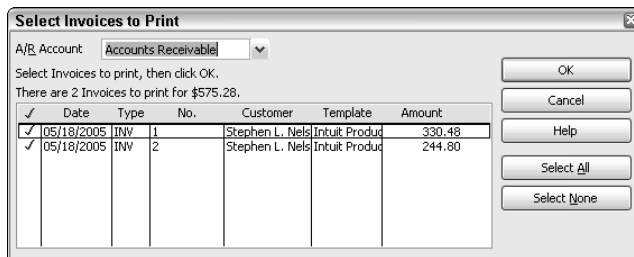 Select Invoices to Print
A/R Account Accounts Receivable
Select Invoices to print, then click OK.
There are 2 Invoices to print for $575.28.
✓ Date Type No. Customer Template Amount
✓ 05/18/2005 INV 1 Stephen L. Nels Intuit Produc 330.48
✓ 05/18/2005 INV 2 Stephen L. Nels Intuit Produc 244.80
OK
Cancel
Help
Select All
Select None